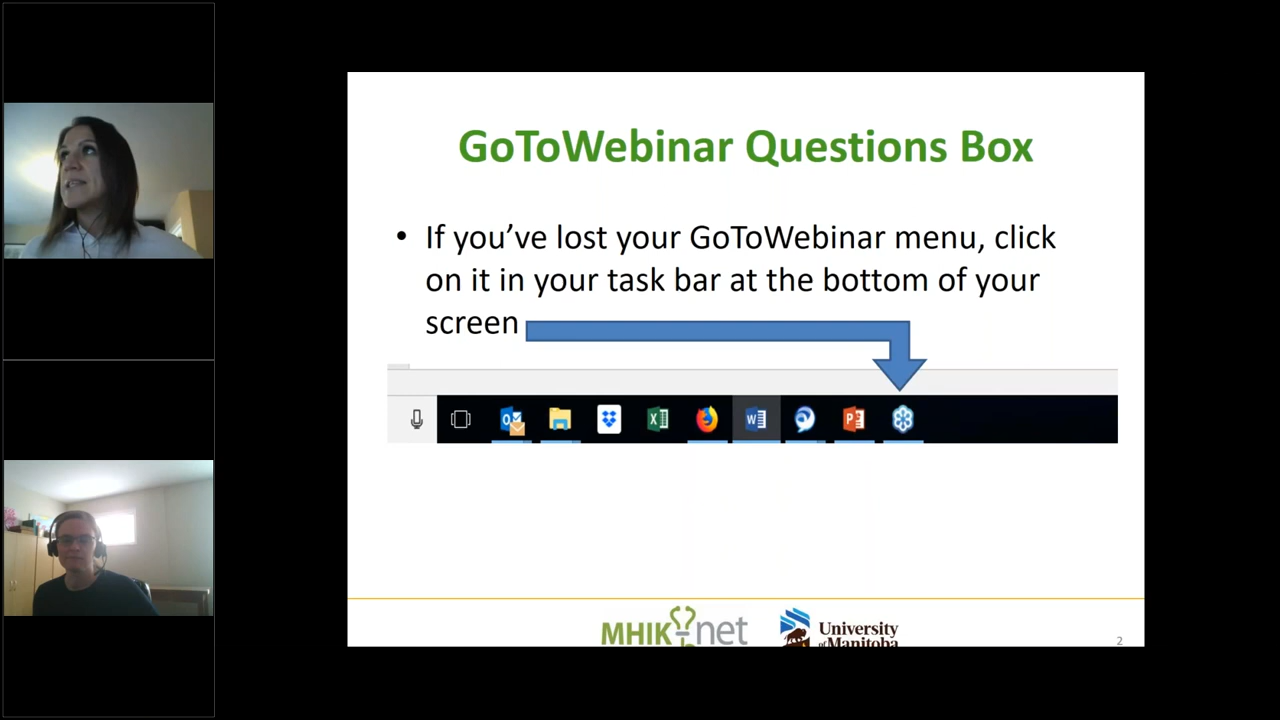 GoToWebinar Questions Box
• If you’ve lost your GoToWebinar menu, click
on it in your task bar at the bottom of your
screen
MHIK-net
University
of Manitoba
2